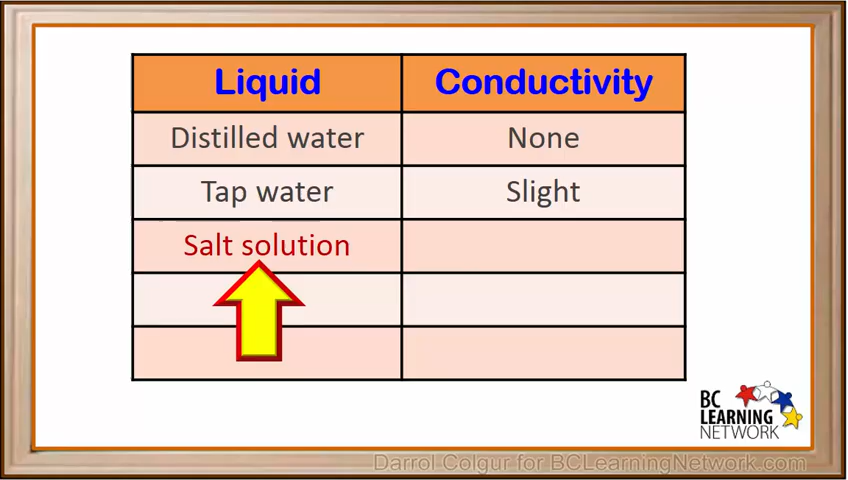 Liquid Conductivity
Distilled water None
Tap water Slight
Salt solution
BC
LEARNING
NETWORK
Darrol Colgur for BCLearningNetwork.com